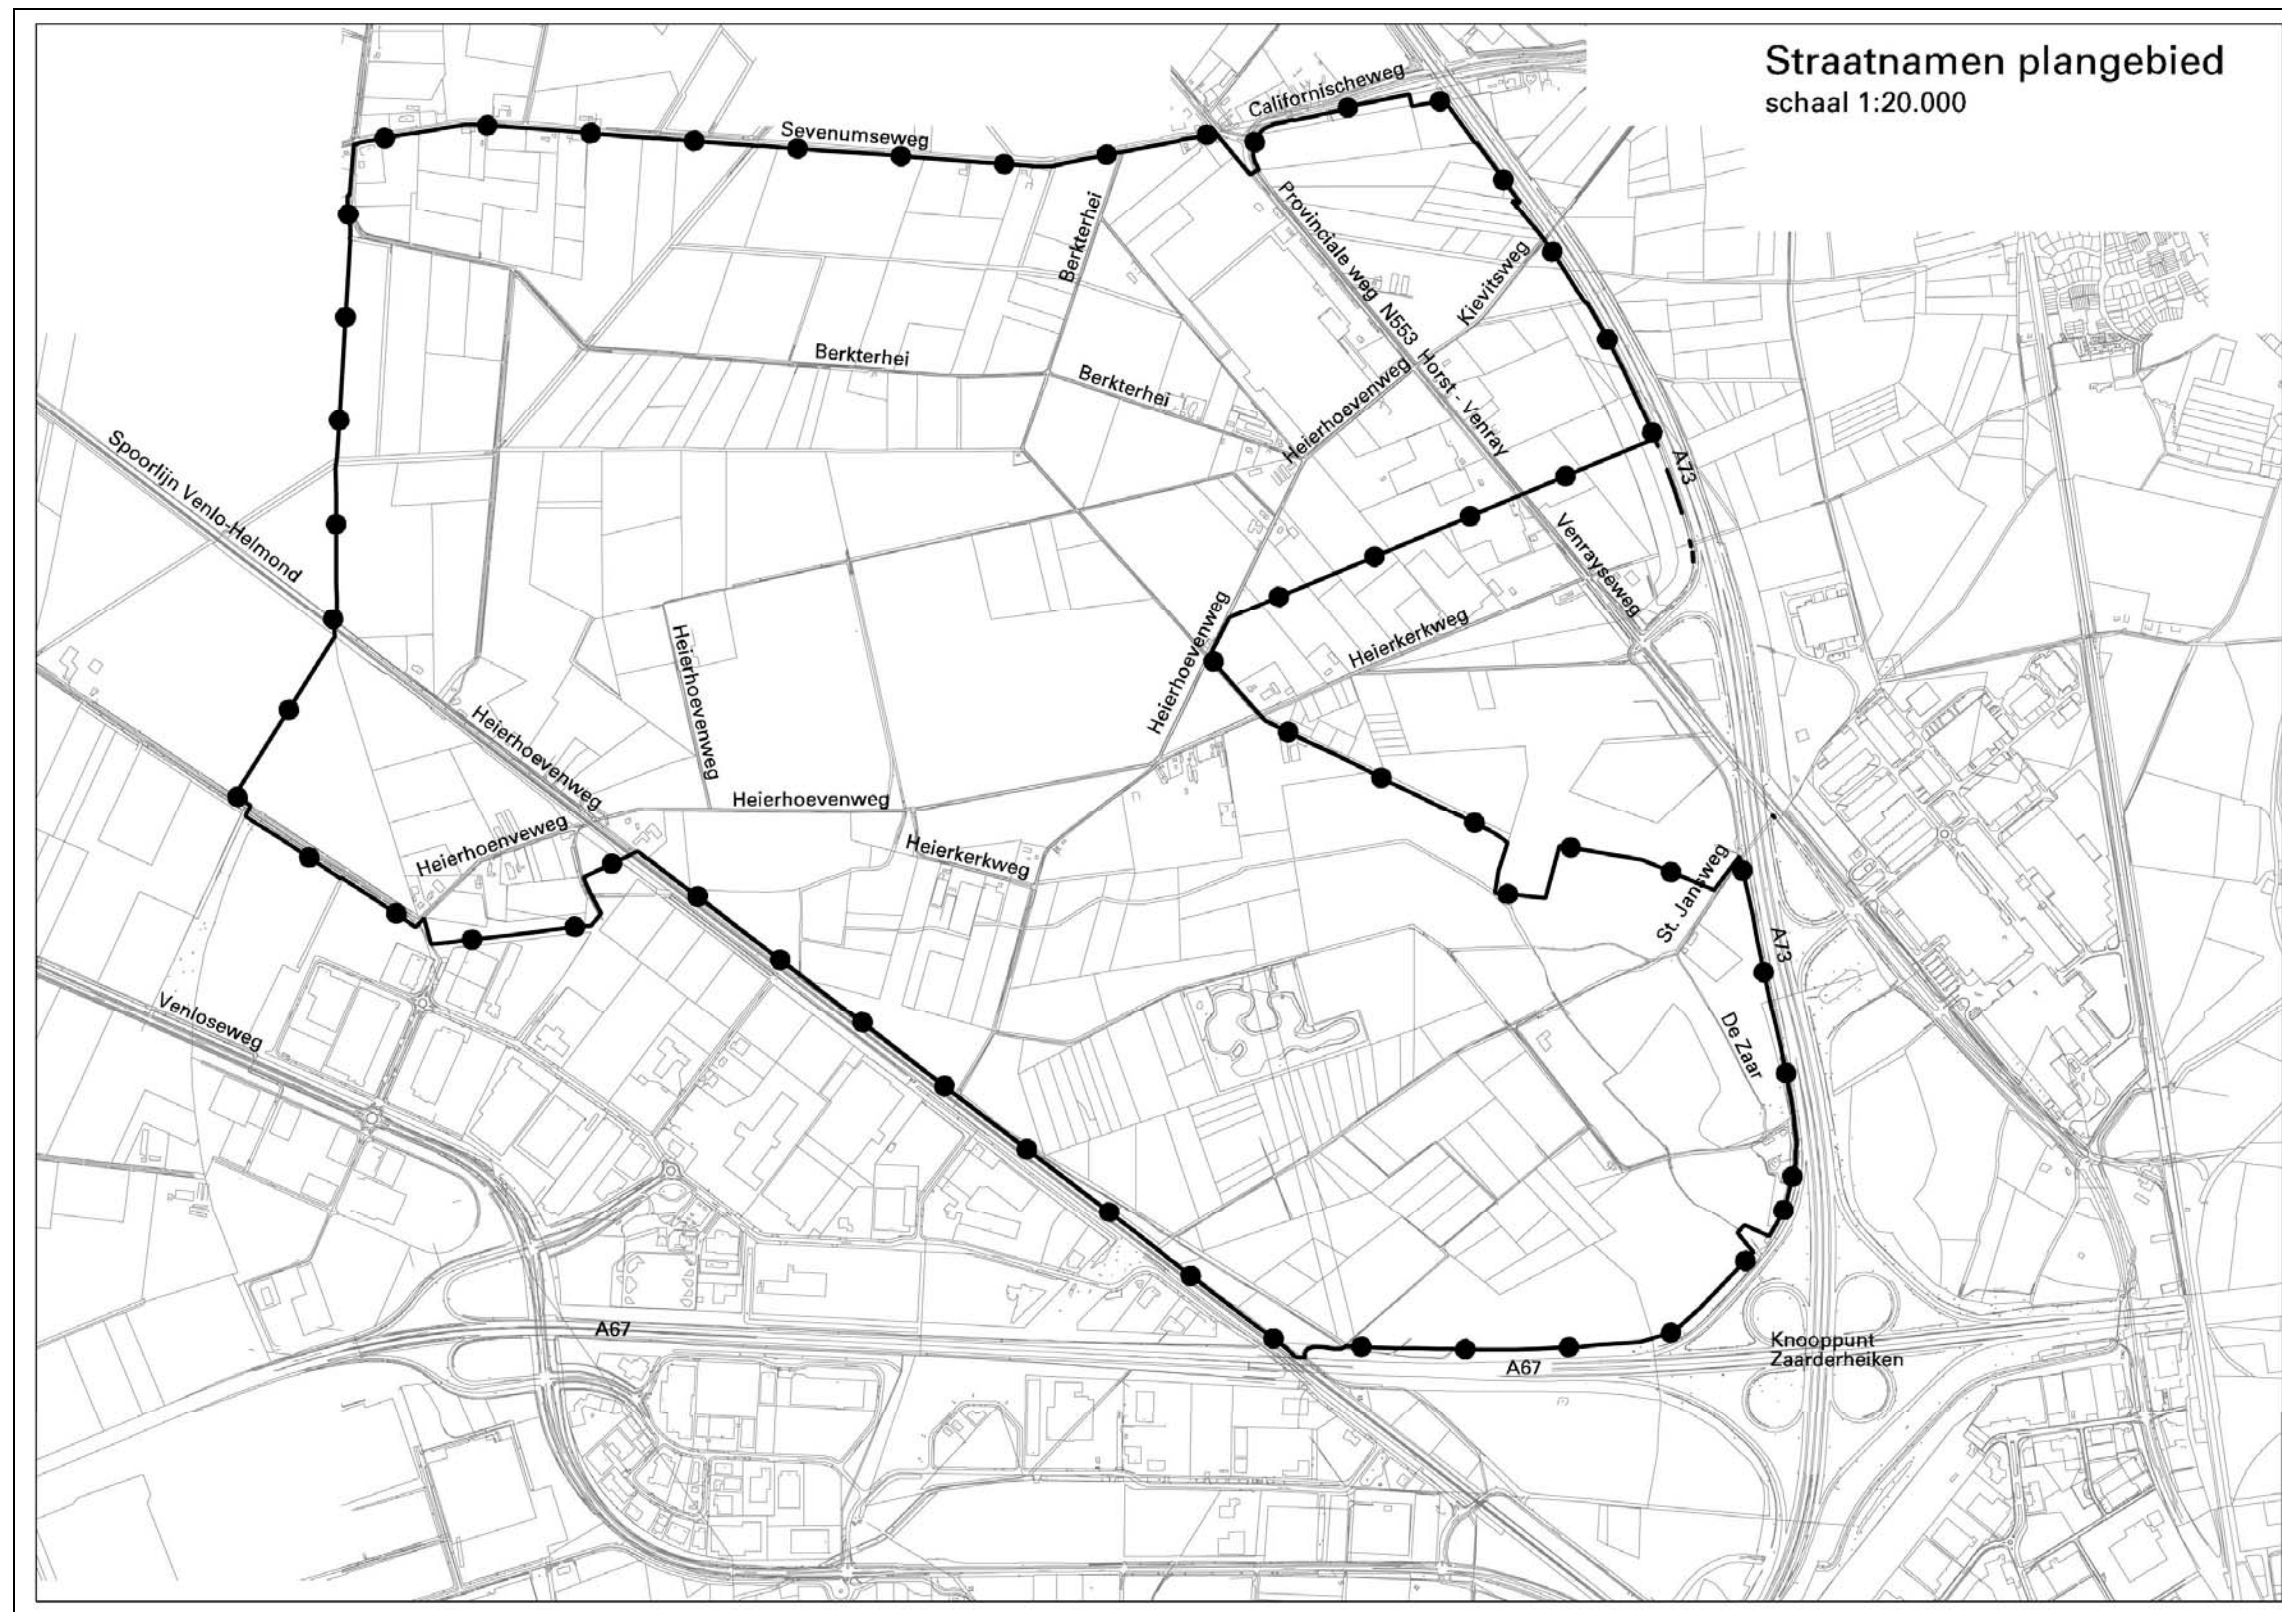 Straatnamen plangebied
schaal 1:20.000
Californischeweg
Sevenumseweg
Berkterhei
Provinciale weg N553 Horst - Venray
Kievitsweg
Berkterhei
Berkterhei
Heierhoevenweg
Spoorlijn Venlo-Helmond
A73
Venrayseweg
Heierhoevenweg
Heierkerkweg
Heierhoevenweg
Heierhoevenweg
Heierhoevenweg
Heierhoenveweg
Heierkerkweg
St. Jansweg
A73
Venloseweg
De Zaar
A67
Knooppunt
Zaarderheiken
A67